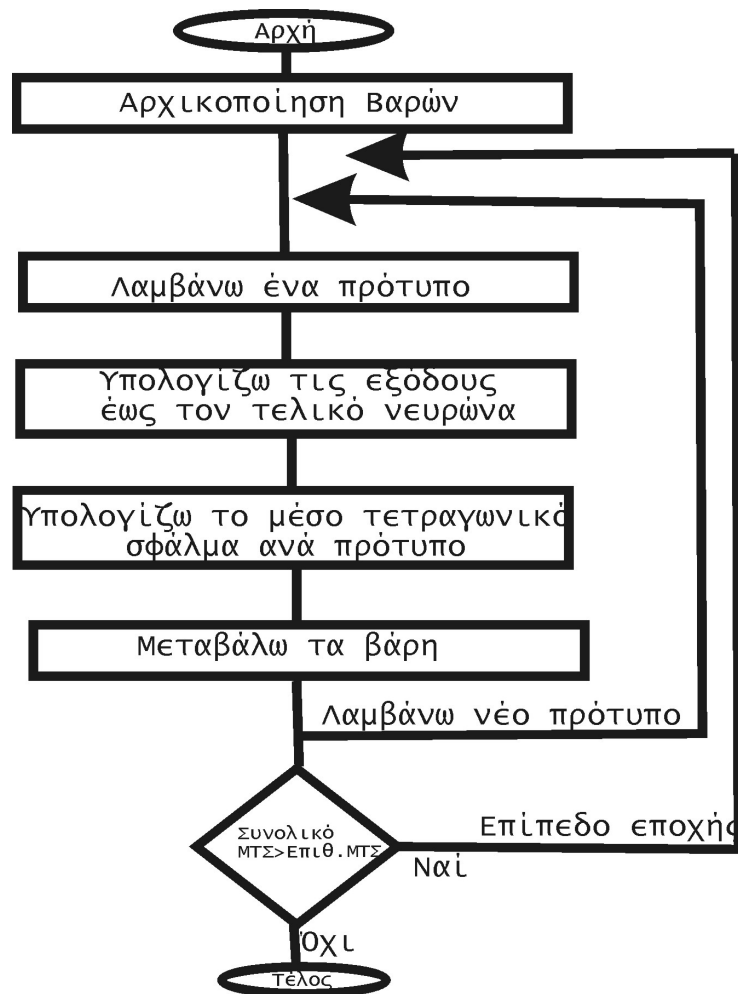 Αρχή
Αρχικοποίηση Βαρών
Λαμβάνω ένα πρότυπο
Υπολογίζω τις εξόδους
έως τον τελικό νευρώνα
Υπολογίζω το μέσο τετραγωνικό
σφάλμα ανά πρότυπο
Μεταβάλω τα βάρη
Λαμβάνω νέο πρότυπο
Συνολικό
ΜΤΣ>Επιθ.ΜΤΣ
Επίπεδο εποχής
Ναί
Όχι
Τέλος